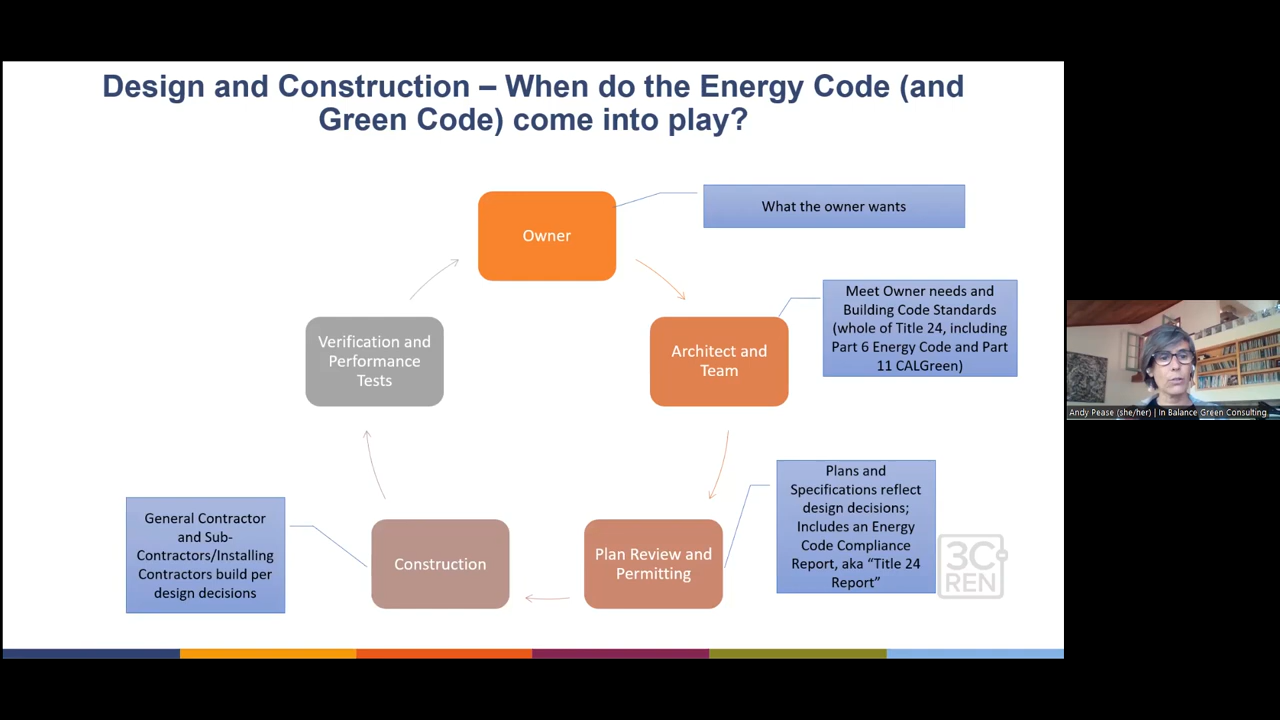 Design and Construction – When do the Energy Code (and
Green Code) come into play?
Owner
What the owner wants
Architect and
Team
Meet Owner needs and
Building Code Standards
(whole of Title 24, including
Part 6 Energy Code and Part
11 CALGreen)
Plan Review and
Permitting
Plans and
Specifications reflect
design decisions;
Includes an Energy
Code Compliance
Report, aka “Title 24
Report”
Construction
General Contractor
and Sub-
Contractors/Installing
Contractors build per
design decisions
Verification and
Performance
Tests
3C
REN
Andy Pease (she/her) | In Balance Green Consulting